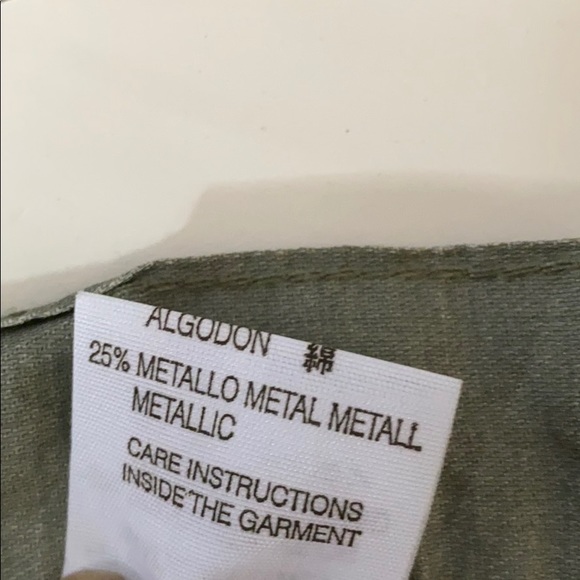 ALGODON 綿
25% METALLO METAL METALL
METALLIC
CARE INSTRUCTIONS
INSIDE THE GARMENT